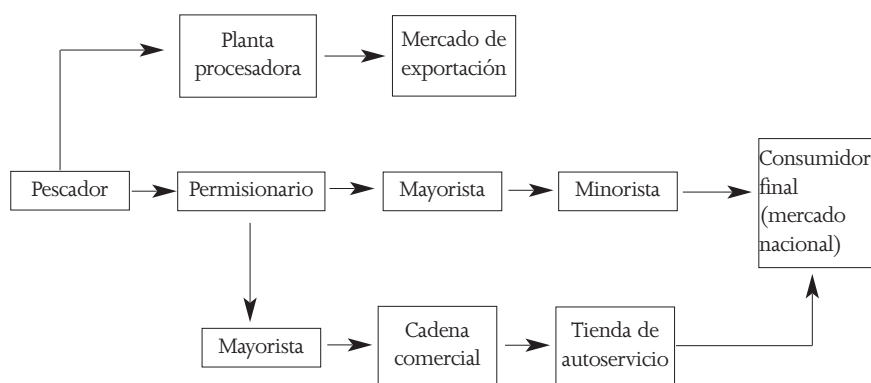 Planta
procesadora
Mercado de
exportación
Pescador
Permisionario
Mayorista
Minorista
Consumidor
final
(mercado
nacional)
Mayorista
Cadena
comercial
Tienda de
autoservicio